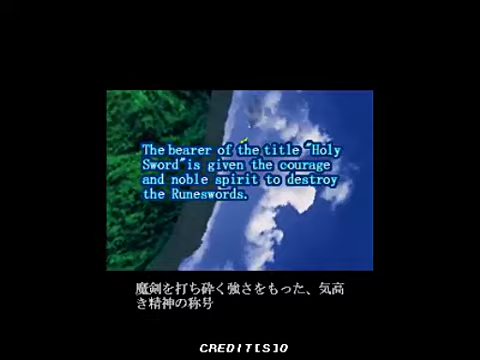 The bearer of the title "Holy
Sword"is given the courage
and noble spirit to destroy
the Runeswords.
魔剣を打ち砕く強さをもった、気高
き精神の称号
CREDIT[S]0